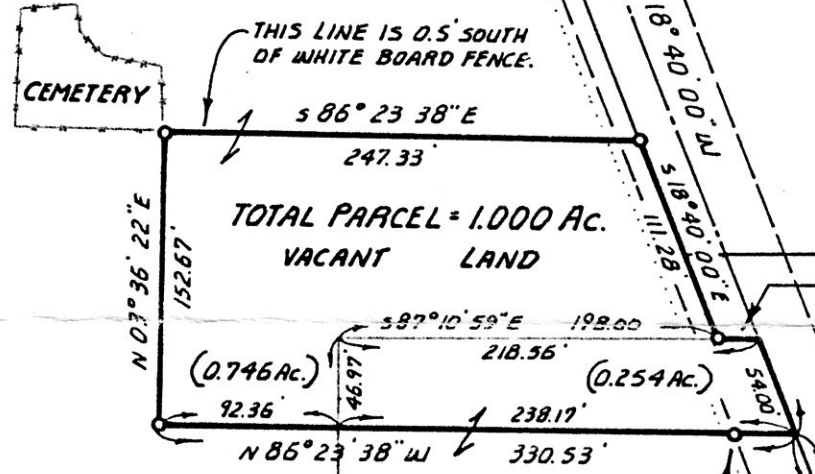 THIS LINE IS 0.5' SOUTH
OF WHITE BOARD FENCE.
CEMETERY
S 86° 23 38" E
247.33'
18° 40' 00" W
S 18° 40' 00" E
111.28'
TOTAL PARCEL = 1.000 Ac.
VACANT LAND
N 03° 36' 22" E
152.67'
S87°10'59"E 198.00
218.56'
(0.746 Ac.)
46.97'
(0.254 Ac.)
54.00'
92.36'
238.17'
N 86° 23' 38" W
330.53'